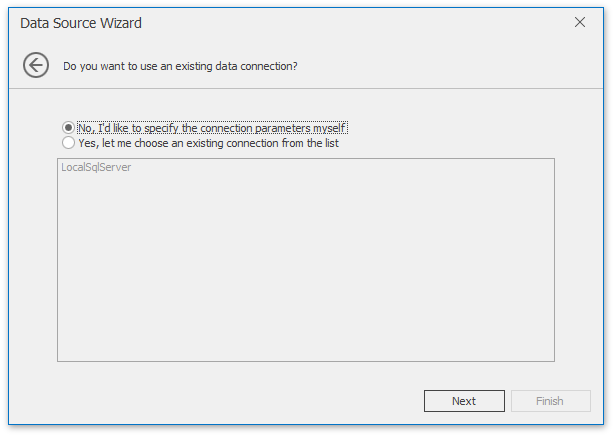 Data Source Wizard
Do you want to use an existing data connection?
No, I'd like to specify the connection parameters myself
Yes, let me choose an existing connection from the list
LocalSqlServer
Next
Finish